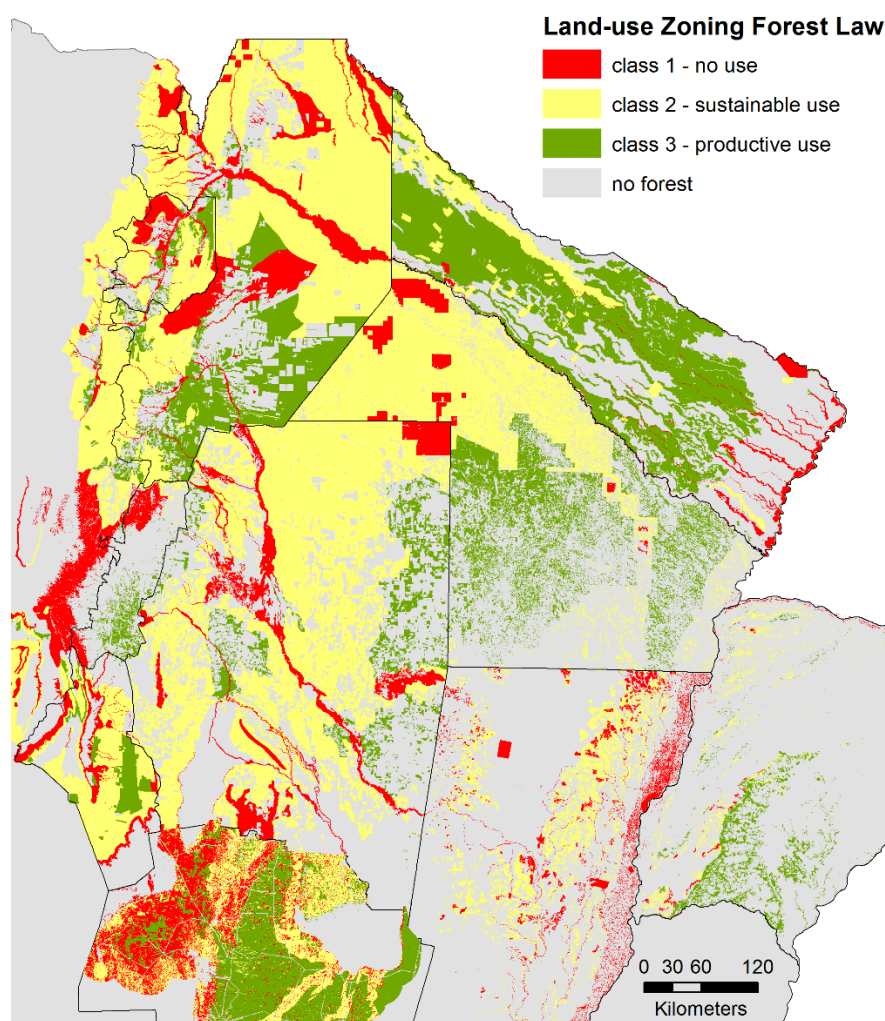 Land-use Zoning Forest Law
class 1 - no use
class 2 - sustainable use
class 3 - productive use
no forest
0 30 60 120
Kilometers